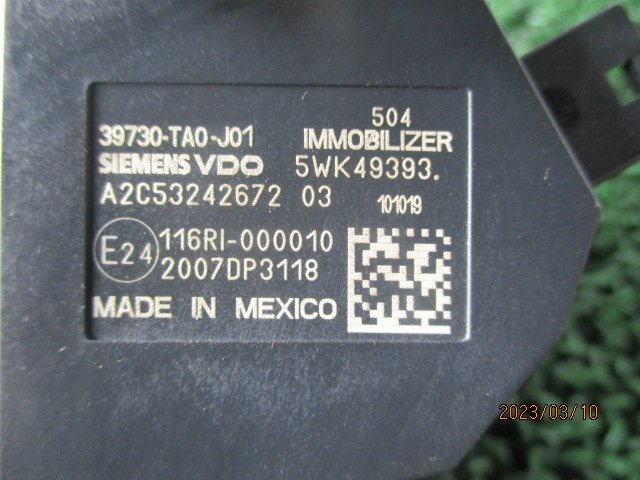 504
39730-TA0-J01 IMMOBILIZER
SIEMENS VDO 5WK49393.
A2C53242672 03 101019
E24 116RI-000010
2007DP3118
MADE IN MEXICO
2023/03/10